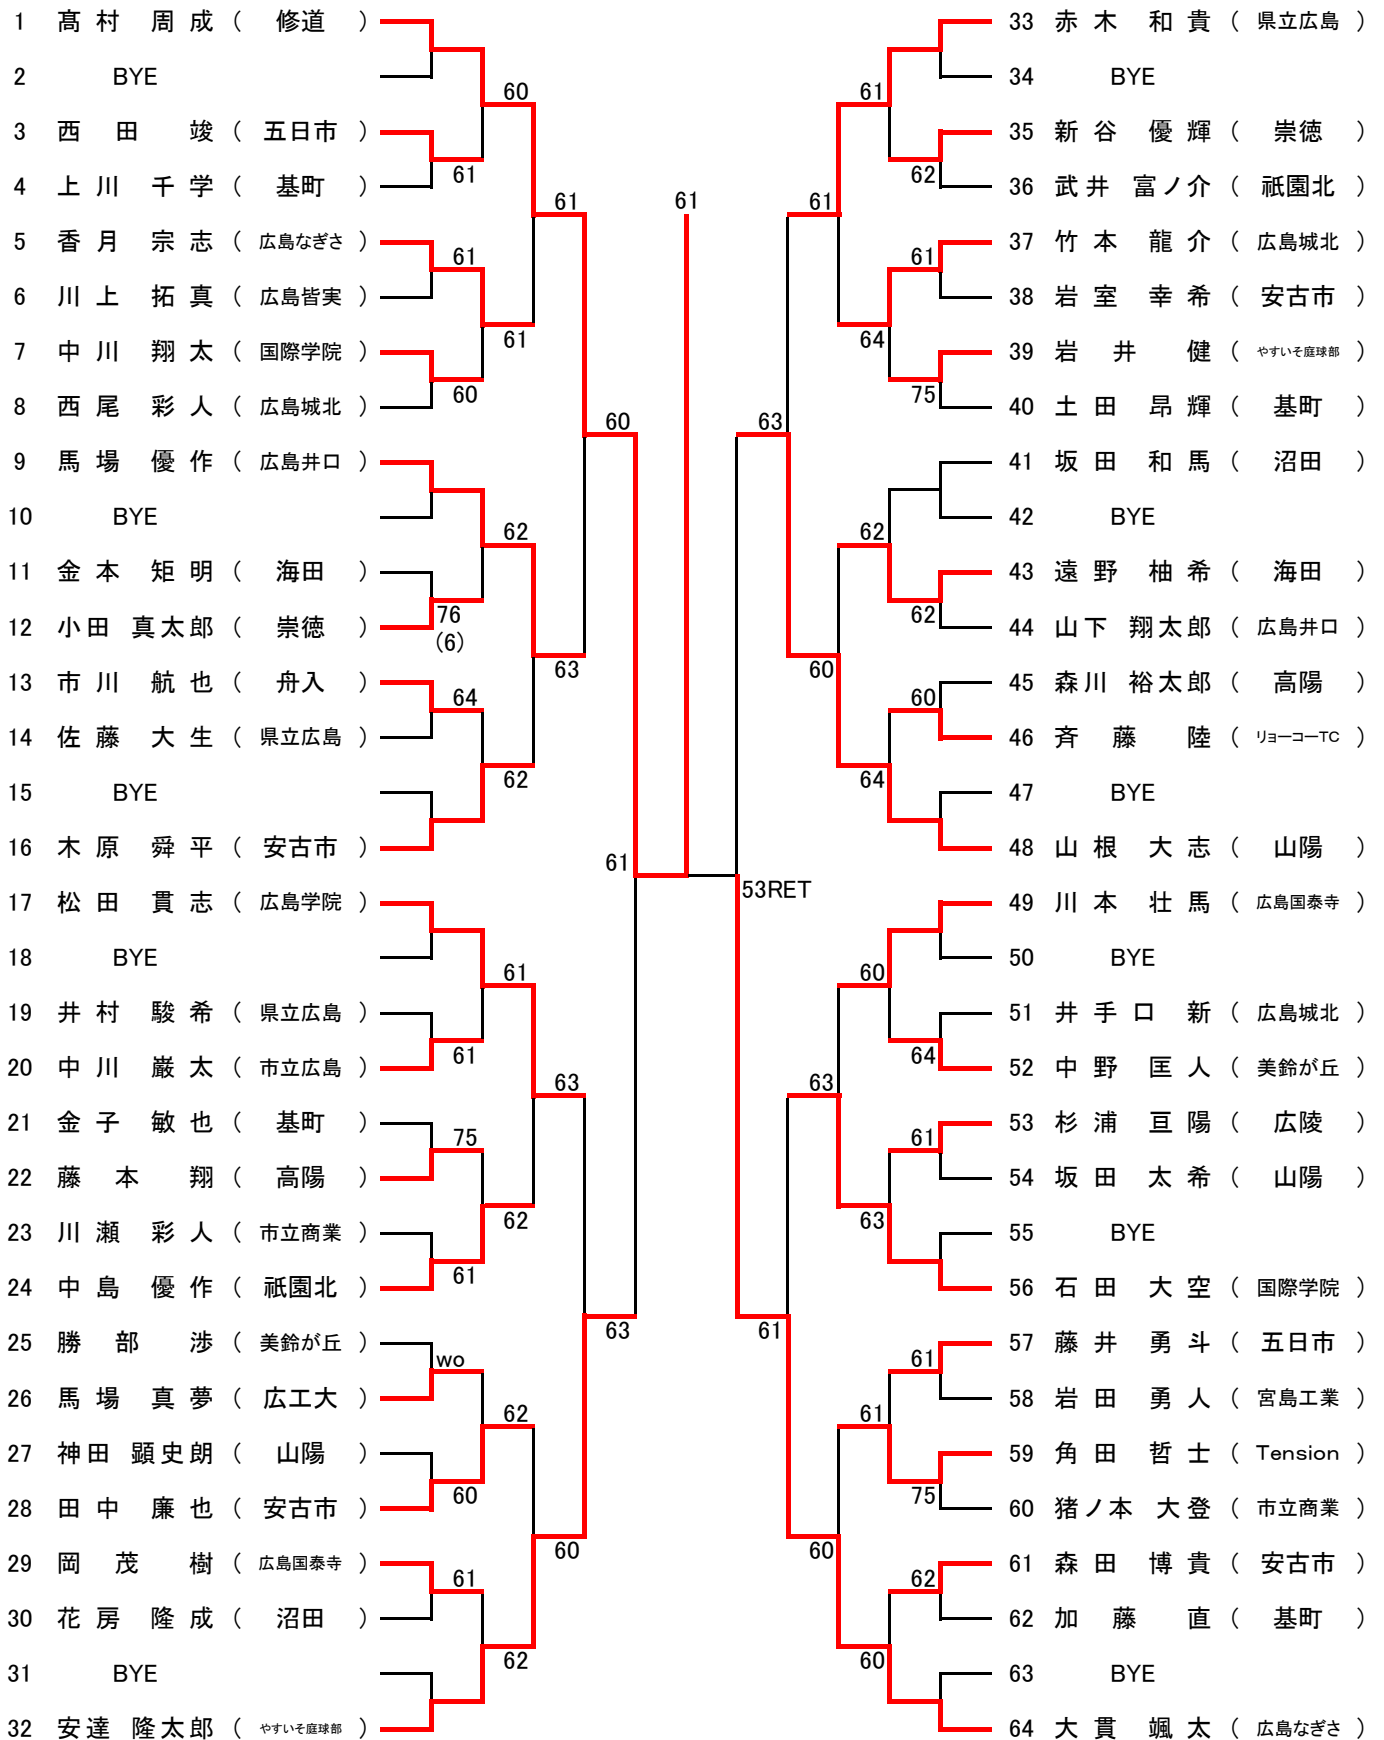 1 髙村 周成 ( 修道 )
2 BYE
3 西田 竣 ( 五日市 )
4 上川 千学 ( 基町 )
5 香月 宗志 ( 広島なぎさ )
6 川上 拓真 ( 広島皆実 )
7 中川 翔太 ( 国際学院 )
8 西尾 彩人 ( 広島城北 )
9 馬場 優作 ( 広島井口 )
10 BYE
11 金本 矩明 ( 海田 )
12 小田 真太郎 ( 崇徳 )
13 市川 航也 ( 舟入 )
14 佐藤 大生 ( 県立広島 )
15 BYE
16 木原 舜平 ( 安古市 )
17 松田 貫志 ( 広島学院 )
18 BYE
19 井村 駿希 ( 県立広島 )
20 中川 巌太 ( 市立広島 )
21 金子 敏也 ( 基町 )
22 藤本 翔 ( 高陽 )
23 川瀬 彩人 ( 市立商業 )
24 中島 優作 ( 祇園北 )
25 勝部 渉 ( 美鈴が丘 )
26 馬場 真夢 ( 広工大 )
27 神田 顕史朗 ( 山陽 )
28 田中 廉也 ( 安古市 )
29 岡 茂樹 ( 広島国泰寺 )
30 花房 隆成 ( 沼田 )
31 BYE
32 安達 隆太郎 ( やすいそ庭球部 )
61
61
60
76
(6)
64
61
75
61
wo
60
61
60
61
62
62
61
62
62
62
61
63
63
60
60
63
61
61
53RET
63
61
61
60
63
60
61
64
62
64
60
63
61
60
62
61
75
62
60
64
61
61
75
62
33 赤木 和貴 ( 県立広島 )
34 BYE
35 新谷 優輝 ( 崇徳 )
36 武井 富ノ介 ( 祇園北 )
37 竹本 龍介 ( 広島城北 )
38 岩室 幸希 ( 安古市 )
39 岩井 健 ( やすいそ庭球部 )
40 土田 昂輝 ( 基町 )
41 坂田 和馬 ( 沼田 )
42 BYE
43 遠野 柚希 ( 海田 )
44 山下 翔太郎 ( 広島井口 )
45 森川 裕太郎 ( 高陽 )
46 斉藤 陸 ( リョーコーTC )
47 BYE
48 山根 大志 ( 山陽 )
49 川本 壮馬 ( 広島国泰寺 )
50 BYE
51 井手口 新 ( 広島城北 )
52 中野 匡人 ( 美鈴が丘 )
53 杉浦 亘陽 ( 広陵 )
54 坂田 太希 ( 山陽 )
55 BYE
56 石田 大空 ( 国際学院 )
57 藤井 勇斗 ( 五日市 )
58 岩田 勇人 ( 宮島工業 )
59 角田 哲士 ( Tension )
60 猪ノ本 大登 ( 市立商業 )
61 森田 博貴 ( 安古市 )
62 加藤 直 ( 基町 )
63 BYE
64 大貫 颯太 ( 広島なぎさ )